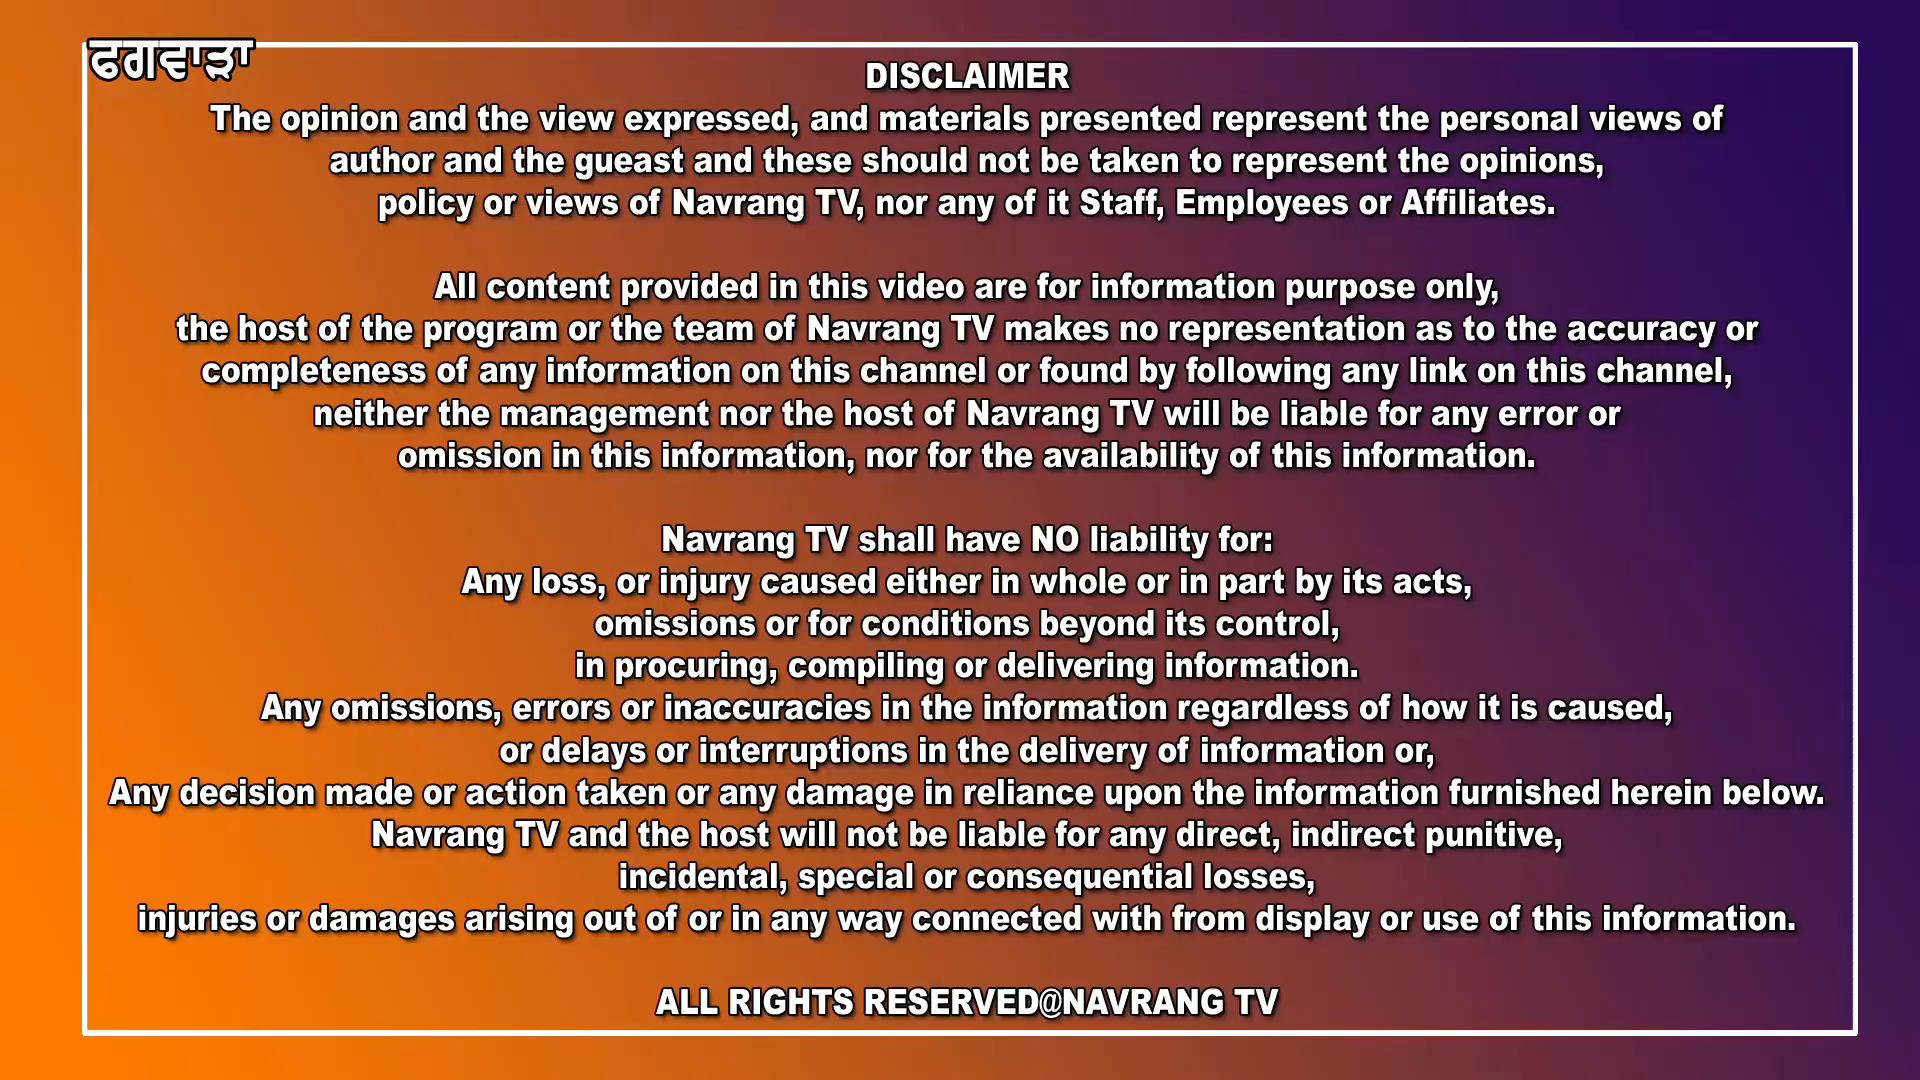 ਫਗਵਾੜਾ
DISCLAIMER
The opinion and the view expressed, and materials presented represent the personal views of
author and the gueast and these should not be taken to represent the opinions,
policy or views of Navrang TV, nor any of it Staff, Employees or Affiliates.
All content provided in this video are for information purpose only,
the host of the program or the team of Navrang TV makes no representation as to the accuracy or
completeness of any information on this channel or found by following any link on this channel,
neither the management nor the host of Navrang TV will be liable for any error or
omission in this information, nor for the availability of this information.
Navrang TV shall have NO liability for:
Any loss, or injury caused either in whole or in part by its acts,
omissions or for conditions beyond its control,
in procuring, compiling or delivering information.
Any omissions, errors or inaccuracies in the information regardless of how it is caused,
or delays or interruptions in the delivery of information or,
Any decision made or action taken or any damage in reliance upon the information furnished herein below.
Navrang TV and the host will not be liable for any direct, indirect punitive,
incidental, special or consequential losses,
injuries or damages arising out of or in any way connected with from display or use of this information.
ALL RIGHTS RESERVED@NAVRANG TV